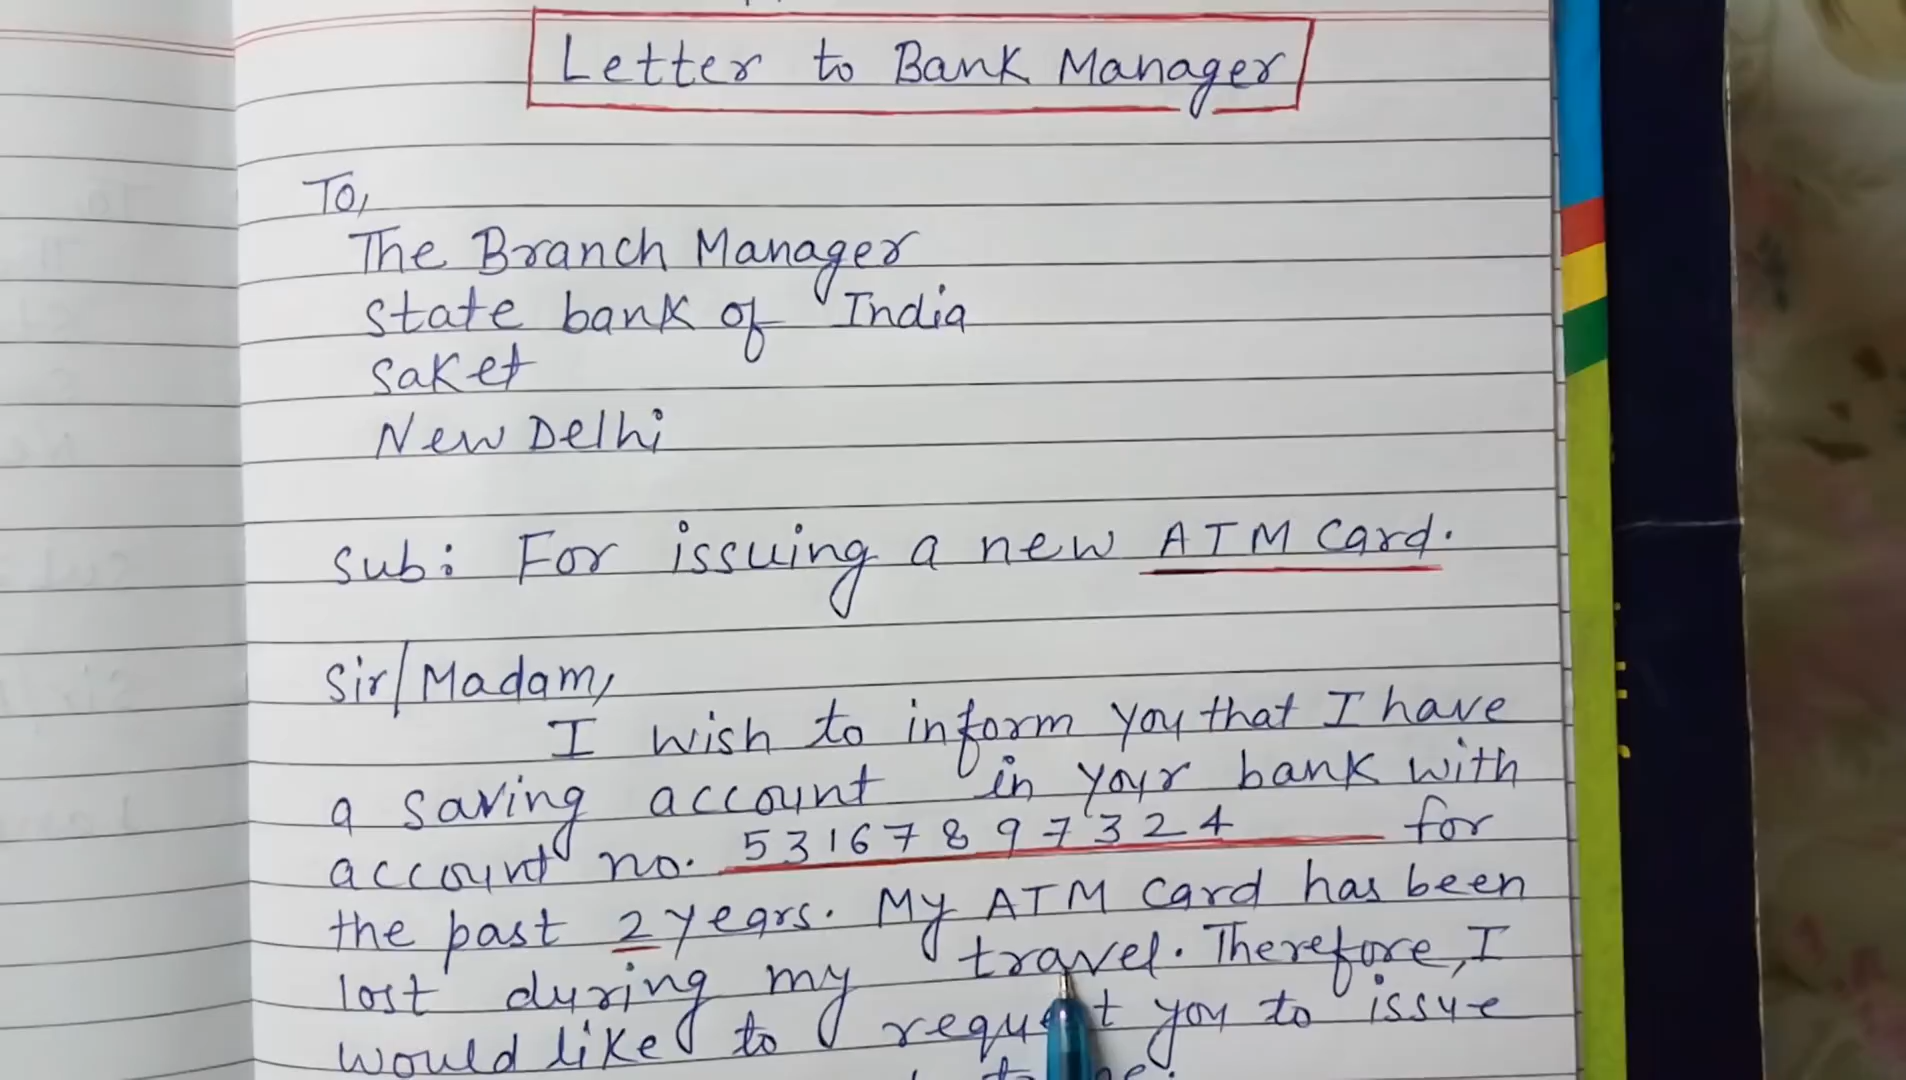 Letter to Bank Manager
To,
The Branch Manager
State bank of India
Saket
New Delhi
Sub: For issuing a new ATM Card.
Sir/Madam,
I wish to inform you that I have
a saving account in your bank with
account no. 53167897324 for
the past 2 years. My ATM Card has been
lost during my travel. Therefore, I
would like to request you to issue